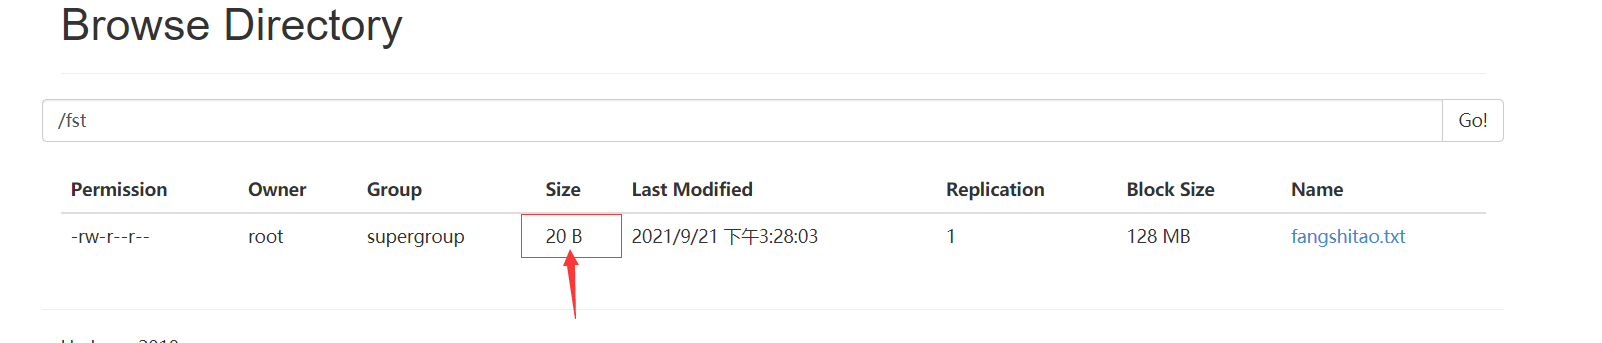 Browse Directory
/fst Go!
Permission Owner Group Size Last Modified Replication Block Size Name
-rw-r--r-- root supergroup 20 B 2021/9/21 下午3:28:03 1 128 MB fangshitao.txt